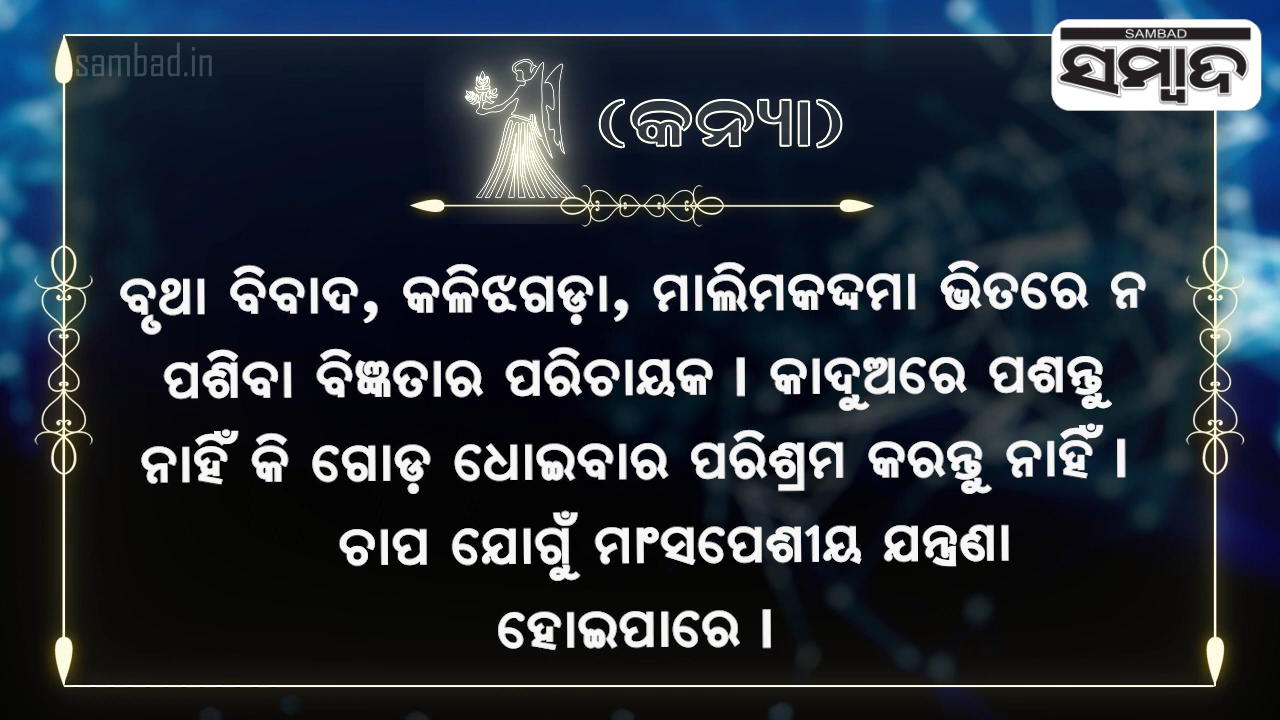 sambad.in
SAMBAD
ସମ୍ବାଦ
(କନ୍ୟା)
ବୃଥା ବିବାଦ, କଳିଝଗଡ଼ା, ମାଲିମକଦ୍ଦମା ଭିତରେ ନ
ପଶିବା ବିଜ୍ଞତାର ପରିଚାୟକ । କାଦୁଅରେ ପଶନ୍ତୁ
ନାହିଁ କି ଗୋଡ଼ ଧୋଇବାର ପରିଶ୍ରମ କରନ୍ତୁ ନାହିଁ ।
ଚାପ ଯୋଗୁଁ ମାଂସପେଶୀୟ ଯନ୍ତ୍ରଣା
ହୋଇପାରେ ।